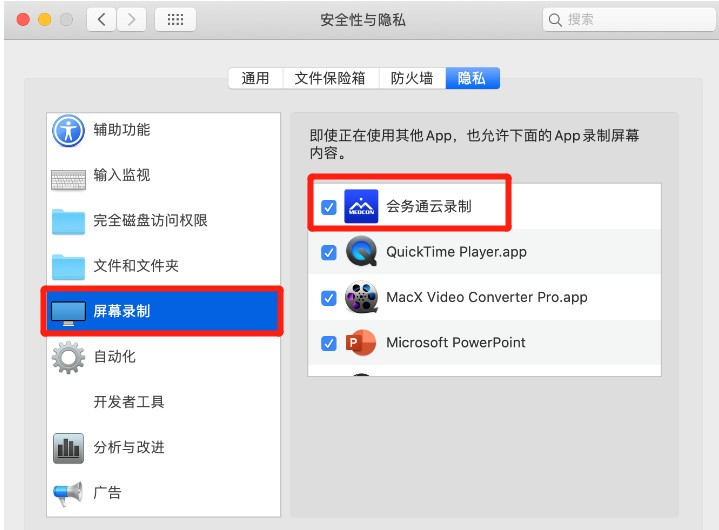 安全性与隐私
搜索
通用
文件保险箱
防火墙
隐私
辅助功能
输入监视
完全磁盘访问权限
文件和文件夹
屏幕录制
自动化
开发者工具
分析与改进
广告
即使正在使用其他App，也允许下面的App录制屏幕
内容。
MEDCON
会务通云录制
QuickTime Player.app
MacX Video Converter Pro.app
P
Microsoft PowerPoint